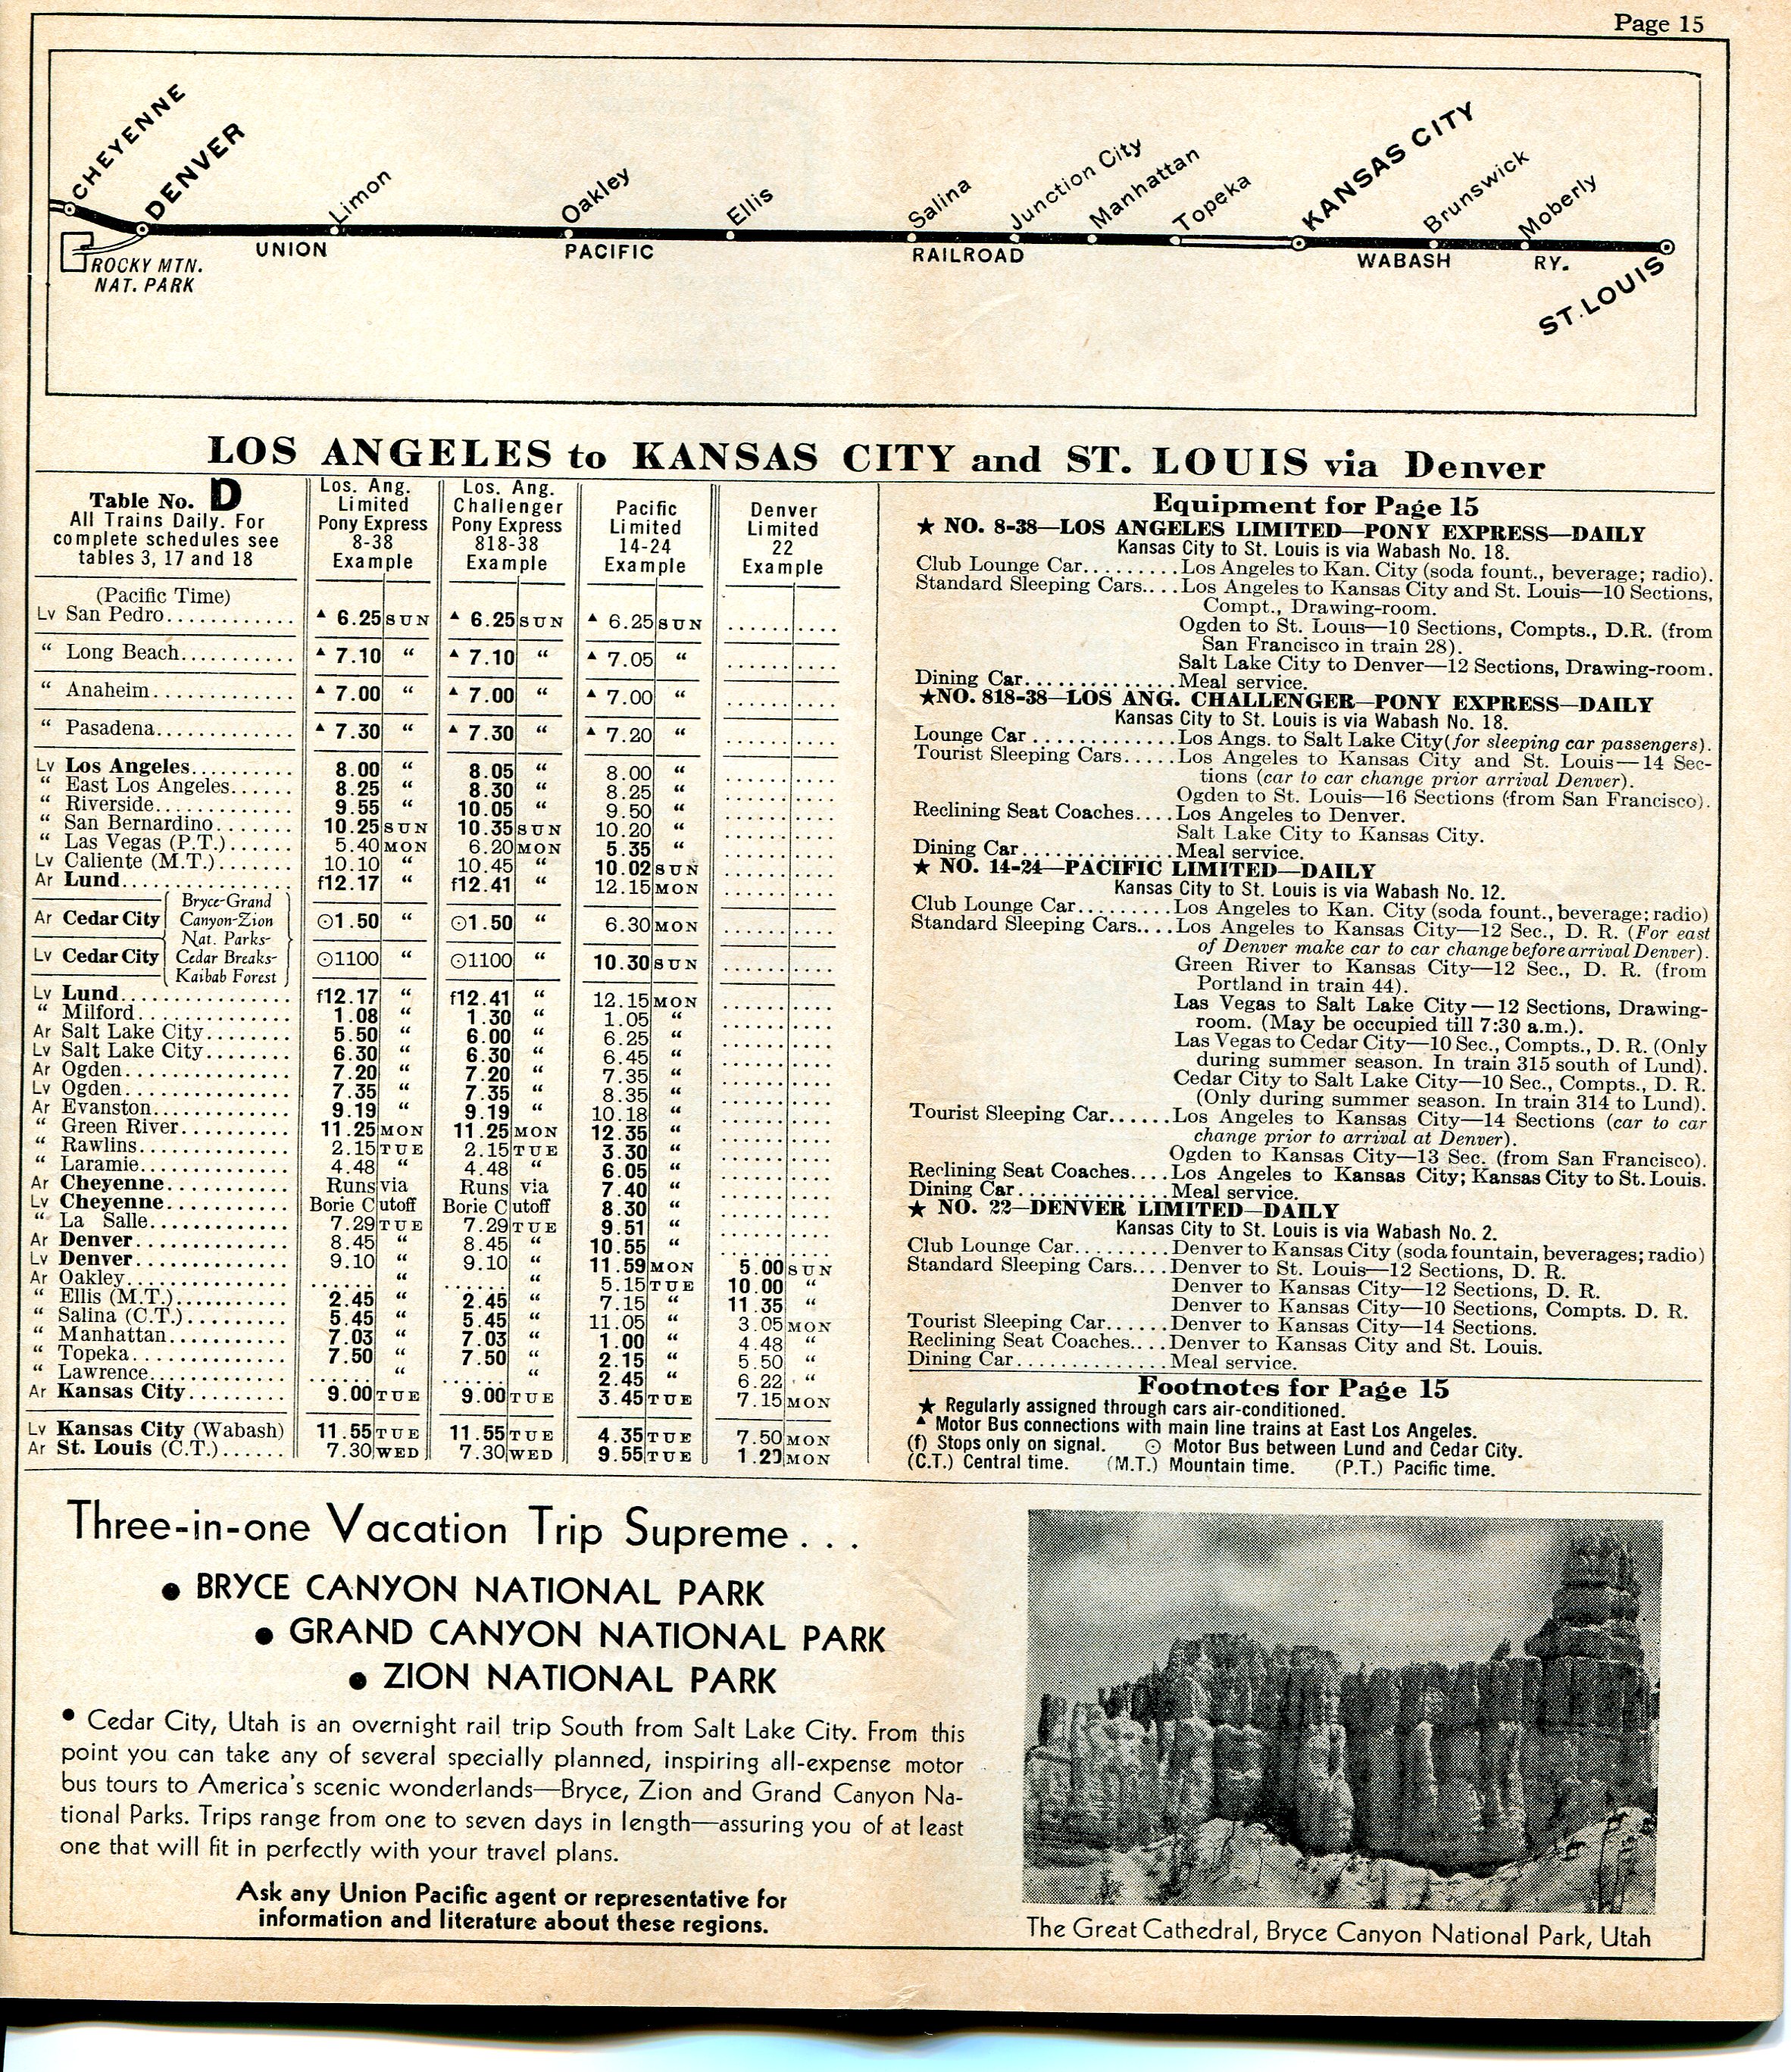 Page 15
CHEYENNE
DENVER
Limon
Oakley
Ellis
Salina
Junction City
Manhattan
Topeka
KANSAS CITY
Brunswick
Moberly
ST. LOUIS
UNION PACIFIC RAILROAD WABASH RY.
ROCKY MTN.
NAT. PARK
LOS ANGELES to KANSAS CITY and ST. LOUIS via Denver
Table No. D
All Trains Daily. For
complete schedules see
tables 3, 17 and 18
Los. Ang.
Limited
Pony Express
8-38
Example
Los. Ang.
Challenger
Pony Express
818-38
Example
Pacific
Limited
14-24
Example
Denver
Limited
22
Example
(Pacific Time)
Lv San Pedro............ ▲ 6.25 SUN ▲ 6.25 SUN ▲ 6.25 SUN ..........
“ Long Beach........... ▲ 7.10 “ ▲ 7.10 “ ▲ 7.05 “ ..........
“ Anaheim............. ▲ 7.00 “ ▲ 7.00 “ ▲ 7.00 “ ..........
“ Pasadena............. ▲ 7.30 “ ▲ 7.30 “ ▲ 7.20 “ ..........
Lv Los Angeles.......... 8.00 “ 8.05 “ 8.00 “ ..........
“ East Los Angeles...... 8.25 “ 8.30 “ 8.25 “ ..........
“ Riverside............. 9.55 “ 10.05 “ 9.50 “ ..........
“ San Bernardino....... 10.25 SUN 10.35 SUN 10.20 “ ..........
“ Las Vegas (P.T.)...... 5.40 MON 6.20 MON 5.35 “ ..........
Lv Caliente (M.T.)....... 10.10 “ 10.45 “ 10.02 SUN ..........
Ar Lund................. f12.17 “ f12.41 “ 12.15 MON ..........
Bryce-Grand
Ar Cedar City Canyon-Zion ⊙1.50 “ ⊙1.50 “ 6.30 MON ..........
Nat. Parks-
Lv Cedar City Cedar Breaks- ⊙1100 “ ⊙1100 “ 10.30 SUN ..........
Kaibab Forest
Lv Lund................. f12.17 “ f12.41 “ 12.15 MON ..........
“ Milford............... 1.08 “ 1.30 “ 1.05 “ ..........
Ar Salt Lake City........ 5.50 “ 6.00 “ 6.25 “ ..........
Lv Salt Lake City........ 6.30 “ 6.30 “ 6.45 “ ..........
Ar Ogden................ 7.20 “ 7.20 “ 7.35 “ ..........
Lv Ogden................ 7.35 “ 7.35 “ 8.35 “ ..........
Ar Evanston............. 9.19 “ 9.19 “ 10.18 “ ..........
“ Green River........... 11.25 MON 11.25 MON 12.35 “ ..........
“ Rawlins............... 2.15 TUE 2.15 TUE 3.30 “ ..........
“ Laramie............... 4.48 “ 4.48 “ 6.05 “ ..........
Ar Cheyenne............. Runs via Runs via 7.40 “ ..........
Lv Cheyenne............. Borie Cutoff Borie Cutoff 8.30 “ ..........
“ La Salle.............. 7.29 TUE 7.29 TUE 9.51 “ ..........
Ar Denver............... 8.45 “ 8.45 “ 10.55 “ ..........
Lv Denver............... 9.10 “ 9.10 “ 11.59 MON 5.00 SUN
Ar Oakley............... ...... “ ...... “ 5.15 TUE 10.00 “
“ Ellis (M.T.).......... 2.45 “ 2.45 “ 7.15 “ 11.35 “
“ Salina (C.T.)......... 5.45 “ 5.45 “ 11.05 “ 3.05 MON
“ Manhattan............ 7.03 “ 7.03 “ 1.00 “ 4.48 “
“ Topeka............... 7.50 “ 7.50 “ 2.15 “ 5.50 “
“ Lawrence............. ...... “ ...... “ 2.45 “ 6.22 “
Ar Kansas City.......... 9.00 TUE 9.00 TUE 3.45 TUE 7.15 MON
Lv Kansas City (Wabash) 11.55 TUE 11.55 TUE 4.35 TUE 7.50 MON
Ar St. Louis (C.T.)...... 7.30 WED 7.30 WED 9.55 TUE MON
Equipment for Page 15
★ NO. 8-38—LOS ANGELES LIMITED—PONY EXPRESS—DAILY
Kansas City to St. Louis is via Wabash No. 18.
Club Lounge Car.........Los Angeles to Kan. City (soda fount., beverage; radio).
Standard Sleeping Cars....Los Angeles to Kansas City and St. Louis—10 Sections,
Compt., Drawing-room.
Ogden to St. Louis—10 Sections, Compts., D.R. (from
San Francisco in train 28).
Salt Lake City to Denver—12 Sections, Drawing-room.
Dining Car..............Meal service.
★NO. 818-38—LOS ANG. CHALLENGER—PONY EXPRESS—DAILY
Kansas City to St. Louis is via Wabash No. 18.
Lounge Car.............Los Angs. to Salt Lake City (for sleeping car passengers).
Tourist Sleeping Cars.....Los Angeles to Kansas City and St. Louis—14 Sec-
tions (car to car change prior arrival Denver).
Ogden to St. Louis—16 Sections (from San Francisco).
Reclining Seat Coaches....Los Angeles to Denver.
Salt Lake City to Kansas City.
Dining Car..............Meal service.
★ NO. 14-24—PACIFIC LIMITED—DAILY
Kansas City to St. Louis is via Wabash No. 12.
Club Lounge Car.........Los Angeles to Kan. City (soda fount., beverage; radio)
Standard Sleeping Cars....Los Angeles to Kansas City—12 Sec., D. R. (For east
of Denver make car to car change before arrival Denver).
Green River to Kansas City—12 Sec., D. R. (from
Portland in train 44).
Las Vegas to Salt Lake City—12 Sections, Drawing-
room. (May be occupied till 7:30 a.m.).
Las Vegas to Cedar City—10 Sec., Compts., D. R. (Only
during summer season. In train 315 south of Lund).
Cedar City to Salt Lake City—10 Sec., Compts., D. R.
(Only during summer season. In train 314 to Lund).
Tourist Sleeping Car......Los Angeles to Kansas City—14 Sections (car to car
change prior to arrival at Denver).
Ogden to Kansas City—13 Sec. (from San Francisco).
Reclining Seat Coaches....Los Angeles to Kansas City; Kansas City to St. Louis.
Dining Car..............Meal service.
★ NO. 22—DENVER LIMITED—DAILY
Kansas City to St. Louis is via Wabash No. 2.
Club Lounge Car.........Denver to Kansas City (soda fountain, beverages; radio)
Standard Sleeping Cars....Denver to St. Louis—12 Sections, D. R.
Denver to Kansas City—12 Sections, D. R.
Denver to Kansas City—10 Sections, Compts. D. R.
Tourist Sleeping Car......Denver to Kansas City—14 Sections.
Reclining Seat Coaches....Denver to Kansas City and St. Louis.
Dining Car..............Meal service.
Footnotes for Page 15
★ Regularly assigned through cars air-conditioned.
▲ Motor Bus connections with main line trains at East Los Angeles.
(f) Stops only on signal. ⊙ Motor Bus between Lund and Cedar City.
(C.T.) Central time. (M.T.) Mountain time. (P.T.) Pacific time.
Three-in-one Vacation Trip Supreme...
• BRYCE CANYON NATIONAL PARK
• GRAND CANYON NATIONAL PARK
• ZION NATIONAL PARK
• Cedar City, Utah is an overnight rail trip South from Salt Lake City. From this
point you can take any of several specially planned, inspiring all-expense motor
bus tours to America's scenic wonderlands—Bryce, Zion and Grand Canyon Na-
tional Parks. Trips range from one to seven days in length—assuring you of at least
one that will fit in perfectly with your travel plans.
Ask any Union Pacific agent or representative for
information and literature about these regions.
The Great Cathedral, Bryce Canyon National Park, Utah